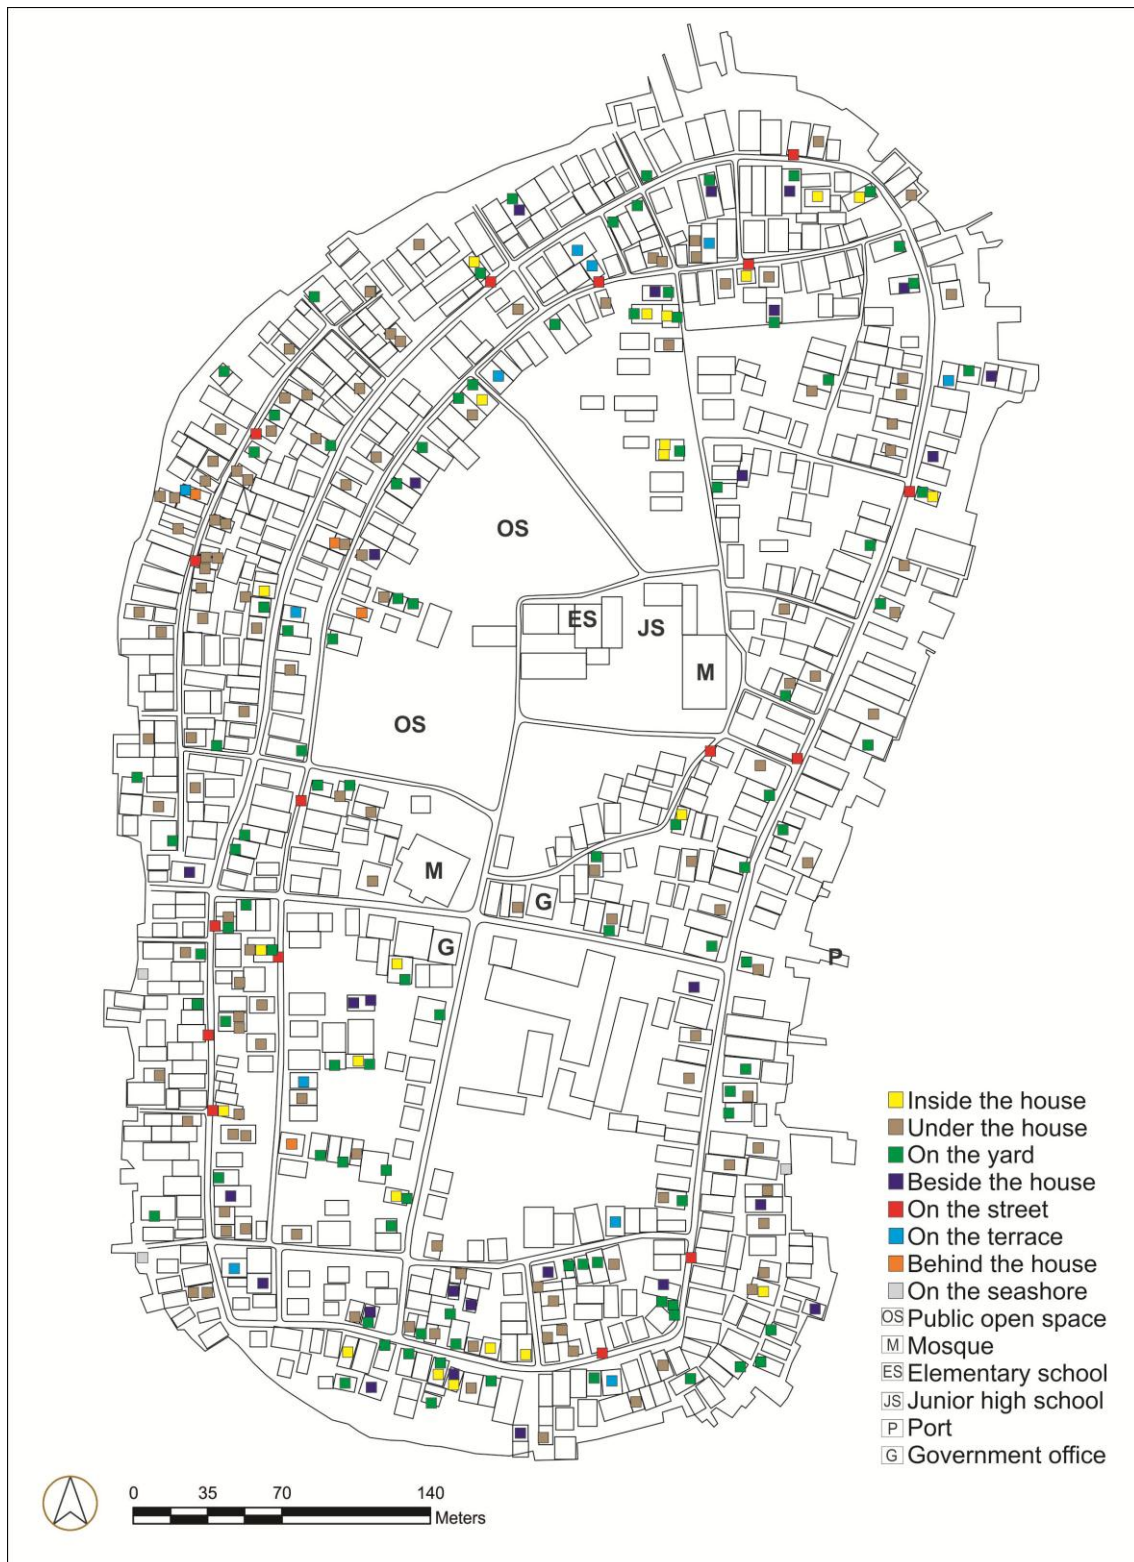 OS
ES
JS
M
OS
M
G
G
P
Inside the house
Under the house
On the yard
Beside the house
On the street
On the terrace
Behind the house
On the seashore
OS Public open space
M Mosque
ES Elementary school
JS Junior high school
P Port
G Government office
0 35 70 140
Meters